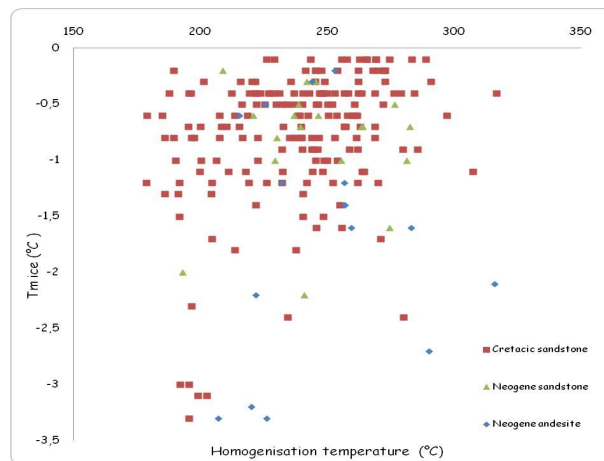 150 200 250 300 350
0
-0,5
-1
-1,5
-2
-2,5
-3
-3,5
Tm ice (°C)
Cretacic sandstone
Neogene sandstone
Neogene andesite
Homogenisation temperature (°C)